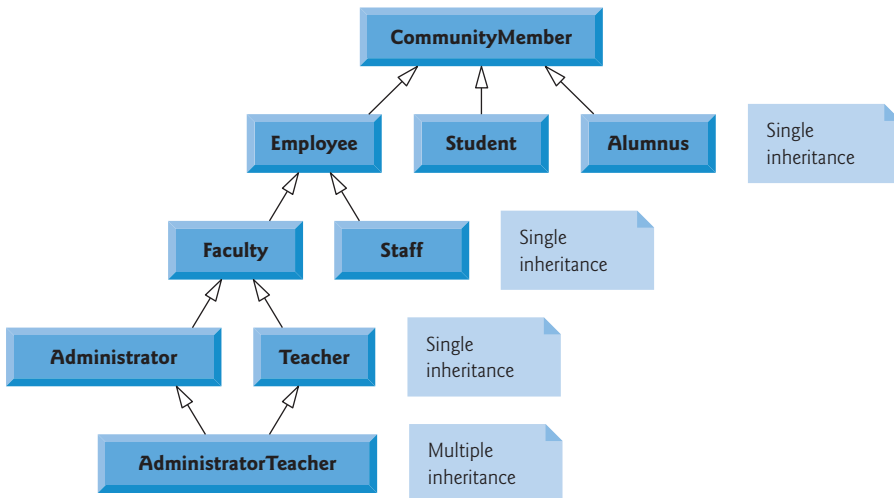 CommunityMember
Employee
Student
Alumnus
Single
inheritance
Faculty
Staff
Single
inheritance
Administrator
Teacher
Single
inheritance
AdministratorTeacher
Multiple
inheritance